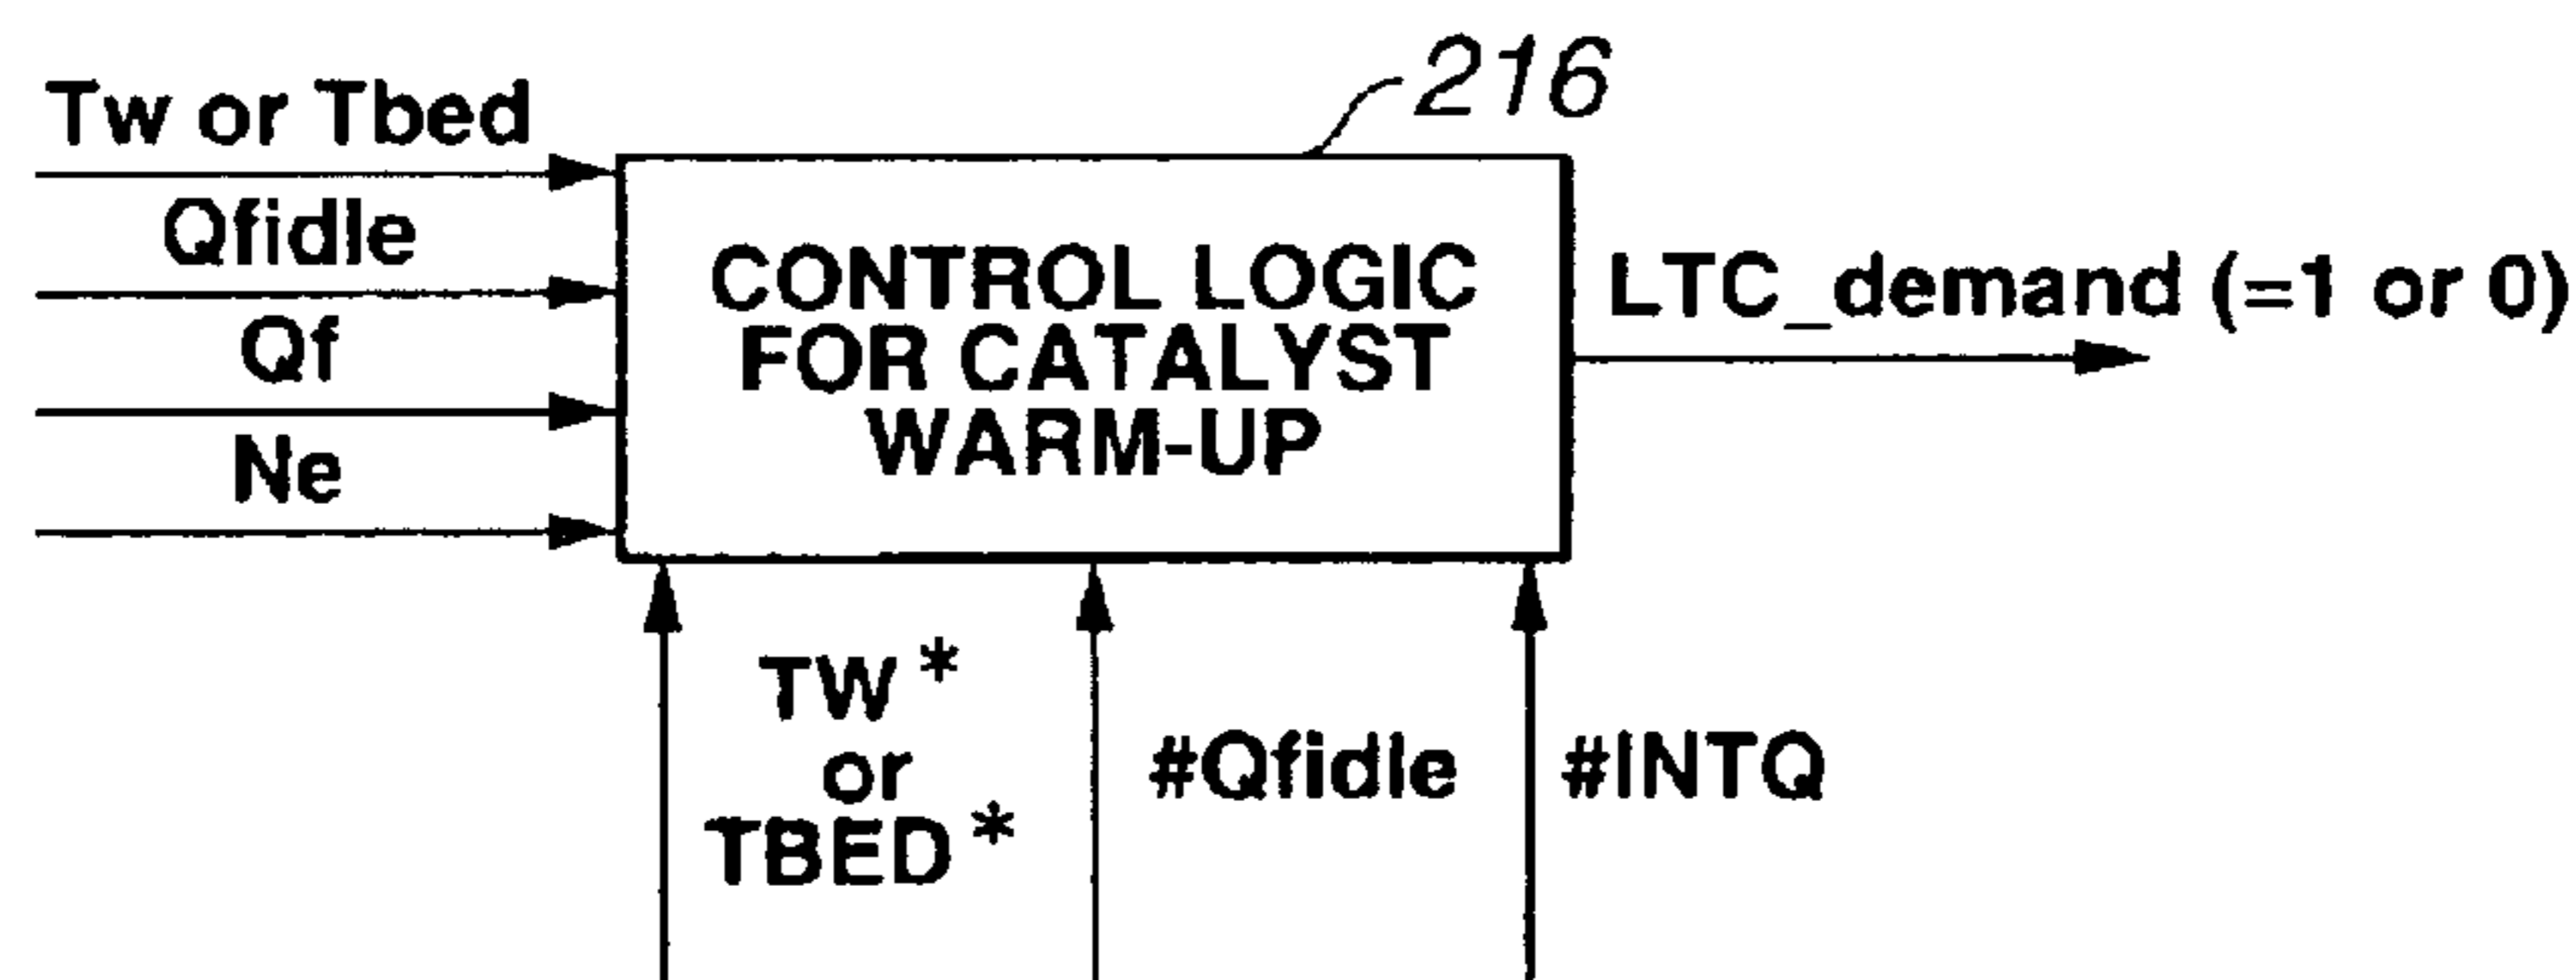 216
Tw or Tbed
Qfidle
Qf
Ne
CONTROL LOGIC
FOR CATALYST
WARM-UP
LTC_demand (=1 or 0)
TW*
or
TBED*
#Qfidle
#INTQ